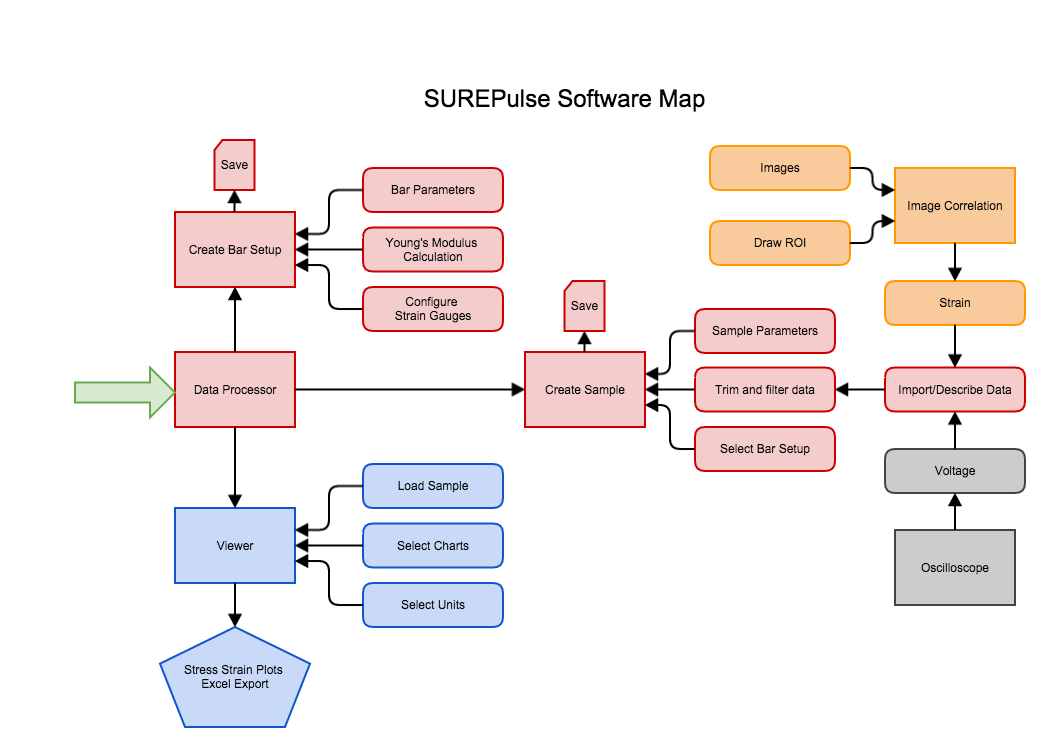 SUREPulse Software Map
Save
Bar Parameters
Create Bar Setup
Young's Modulus
Calculation
Configure
Strain Gauges
Images
Image Correlation
Draw ROI
Strain
Save
Sample Parameters
Data Processor
Create Sample
Trim and filter data
Import/Describe Data
Select Bar Setup
Voltage
Oscilloscope
Load Sample
Viewer
Select Charts
Select Units
Stress Strain Plots
Excel Export